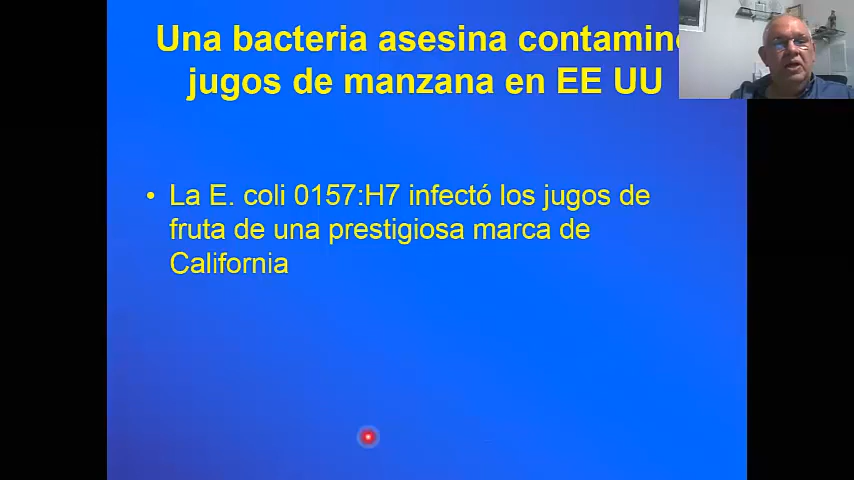 Una bacteria asesina contamin
jugos de manzana en EE UU
• La E. coli 0157:H7 infectó los jugos de
fruta de una prestigiosa marca de
California